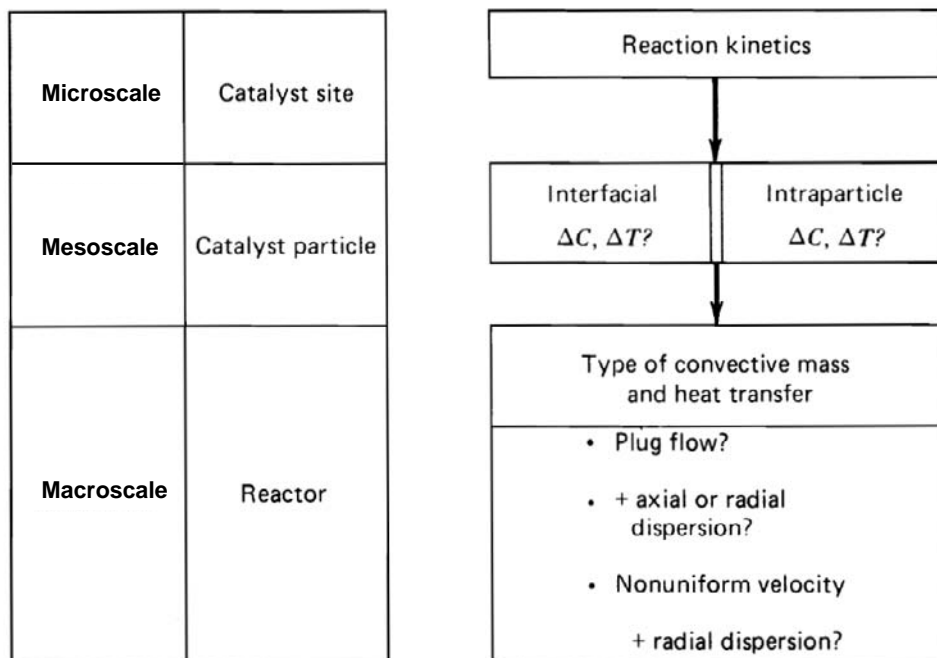 Microscale
Catalyst site
Reaction kinetics
Mesoscale
Catalyst particle
Interfacial
ΔC, ΔT?
Intraparticle
ΔC, ΔT?
Macroscale
Reactor
Type of convective mass
and heat transfer
• Plug flow?
• + axial or radial
dispersion?
• Nonuniform velocity
+ radial dispersion?